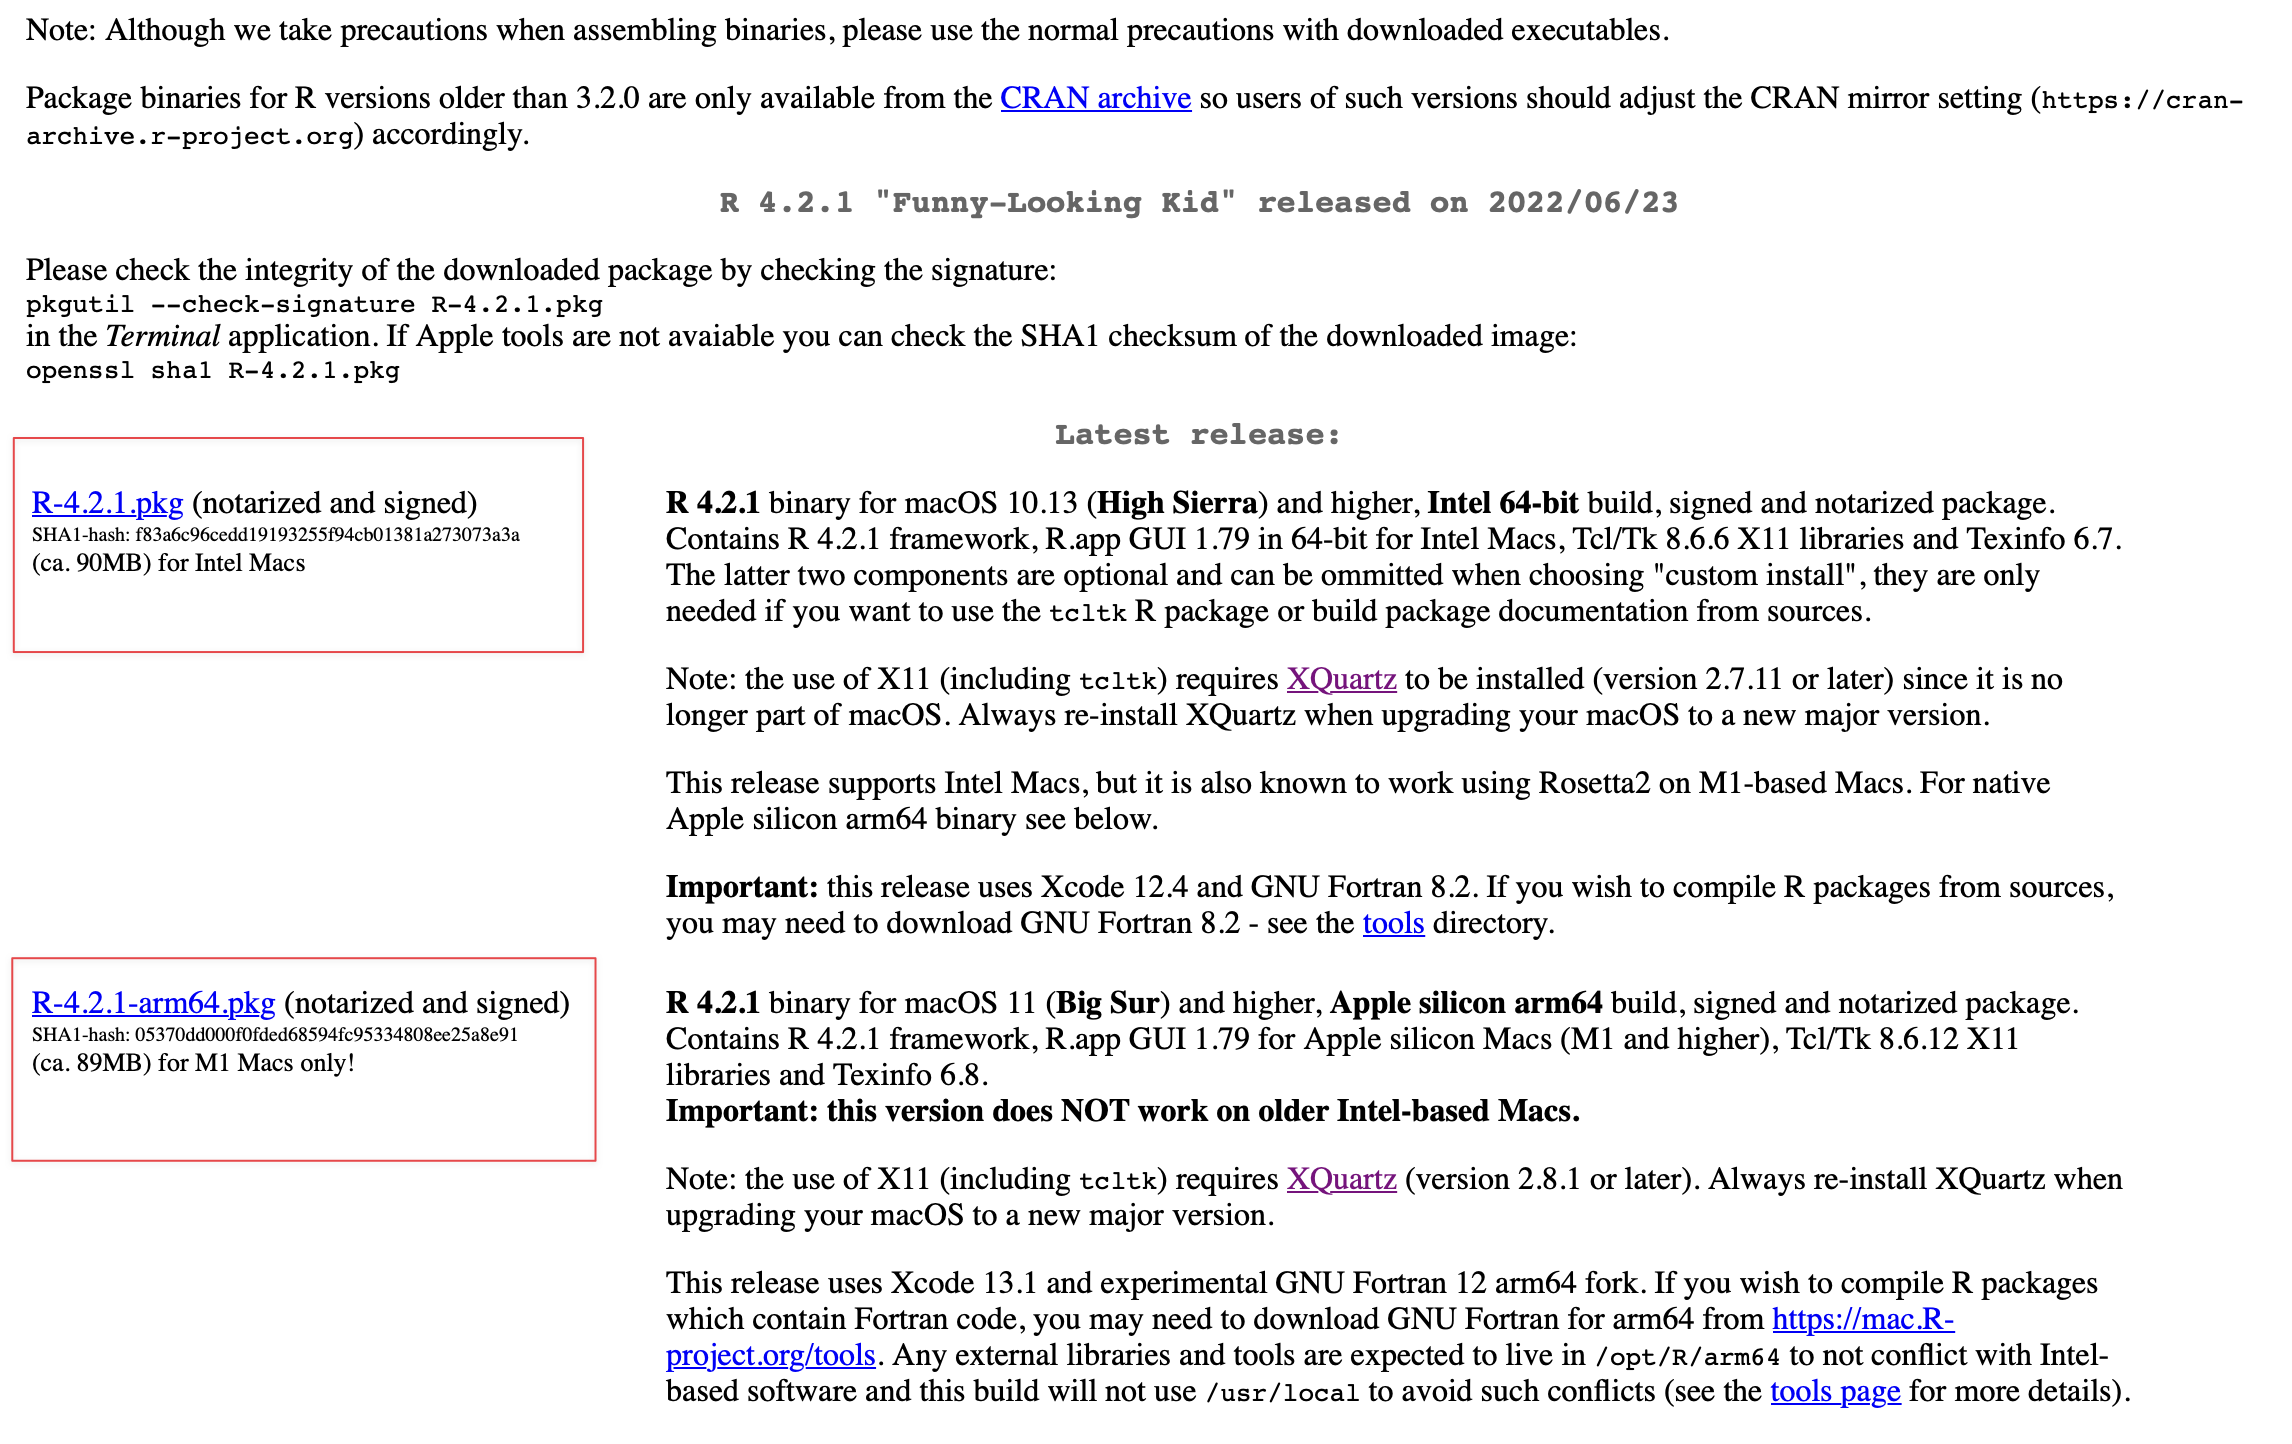 Note: Although we take precautions when assembling binaries, please use the normal precautions with downloaded executables.
Package binaries for R versions older than 3.2.0 are only available from the CRAN archive so users of such versions should adjust the CRAN mirror setting (https://cran-
archive.r-project.org) accordingly.
R 4.2.1 "Funny-Looking Kid" released on 2022/06/23
Please check the integrity of the downloaded package by checking the signature:
pkgutil --check-signature R-4.2.1.pkg
in the Terminal application. If Apple tools are not avaiable you can check the SHA1 checksum of the downloaded image:
openssl sha1 R-4.2.1.pkg
Latest release:
R-4.2.1.pkg (notarized and signed)
SHA1-hash: f83a6c96cedd19193255f94cb01381a273073a3a
(ca. 90MB) for Intel Macs
R 4.2.1 binary for macOS 10.13 (High Sierra) and higher, Intel 64-bit build, signed and notarized package.
Contains R 4.2.1 framework, R.app GUI 1.79 in 64-bit for Intel Macs, Tcl/Tk 8.6.6 X11 libraries and Texinfo 6.7.
The latter two components are optional and can be ommitted when choosing "custom install", they are only
needed if you want to use the tcltk R package or build package documentation from sources.
Note: the use of X11 (including tcltk) requires XQuartz to be installed (version 2.7.11 or later) since it is no
longer part of macOS. Always re-install XQuartz when upgrading your macOS to a new major version.
This release supports Intel Macs, but it is also known to work using Rosetta2 on M1-based Macs. For native
Apple silicon arm64 binary see below.
Important: this release uses Xcode 12.4 and GNU Fortran 8.2. If you wish to compile R packages from sources,
you may need to download GNU Fortran 8.2 - see the tools directory.
R-4.2.1-arm64.pkg (notarized and signed)
SHA1-hash: 05370dd000f0fded68594fc95334808ee25a8e91
(ca. 89MB) for M1 Macs only!
R 4.2.1 binary for macOS 11 (Big Sur) and higher, Apple silicon arm64 build, signed and notarized package.
Contains R 4.2.1 framework, R.app GUI 1.79 for Apple silicon Macs (M1 and higher), Tcl/Tk 8.6.12 X11
libraries and Texinfo 6.8.
Important: this version does NOT work on older Intel-based Macs.
Note: the use of X11 (including tcltk) requires XQuartz (version 2.8.1 or later). Always re-install XQuartz when
upgrading your macOS to a new major version.
This release uses Xcode 13.1 and experimental GNU Fortran 12 arm64 fork. If you wish to compile R packages
which contain Fortran code, you may need to download GNU Fortran for arm64 from https://mac.R-
project.org/tools. Any external libraries and tools are expected to live in /opt/R/arm64 to not conflict with Intel-
based software and this build will not use /usr/local to avoid such conflicts (see the tools page for more details).